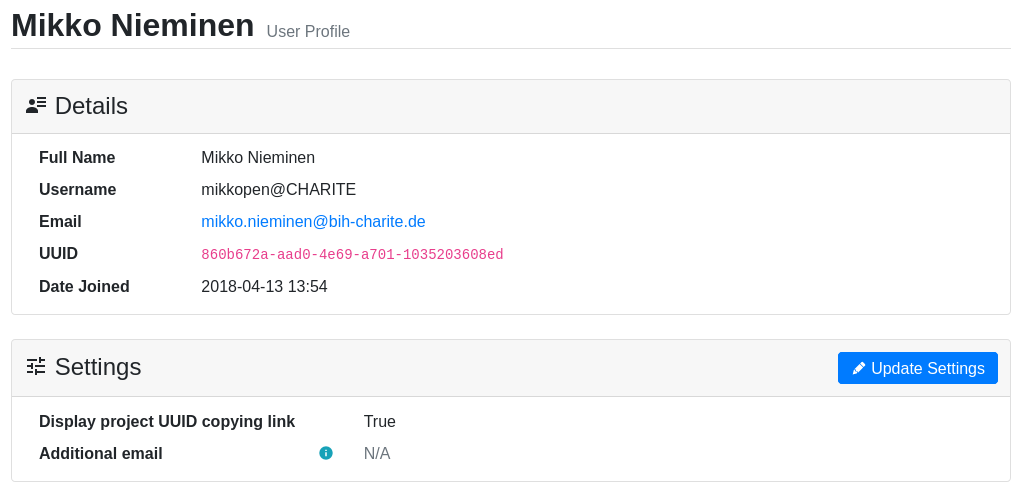 Mikko Nieminen User Profile
Details
Full Name Mikko Nieminen
Username mikkopen@CHARITE
Email mikko.nieminen@bih-charite.de
UUID 860b672a-aad0-4e69-a701-1035203608ed
Date Joined 2018-04-13 13:54
Settings Update Settings
Display project UUID copying link True
Additional email N/A